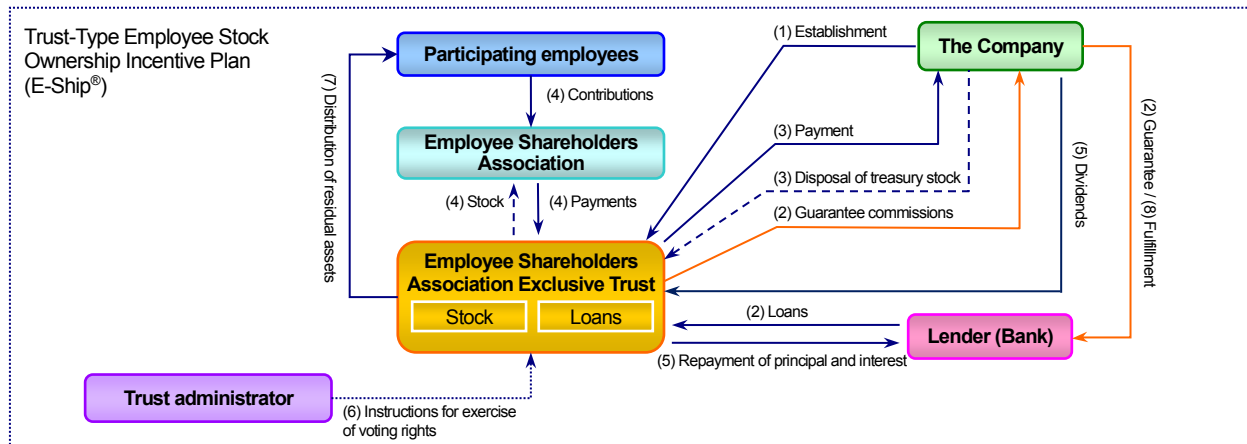 Trust-Type Employee Stock
Ownership Incentive Plan
(E-Ship®)
Participating employees
The Company
(1) Establishment
(4) Contributions
(7) Distribution of residual assets
(2) Guarantee / (8) Fulfillment
Employee Shareholders
Association
(3) Payment
(5) Dividends
(3) Disposal of treasury stock
(4) Stock
(4) Payments
(2) Guarantee commissions
Employee Shareholders
Association Exclusive Trust
Stock
Loans
(2) Loans
Lender (Bank)
(5) Repayment of principal and interest
Trust administrator
(6) Instructions for exercise
of voting rights